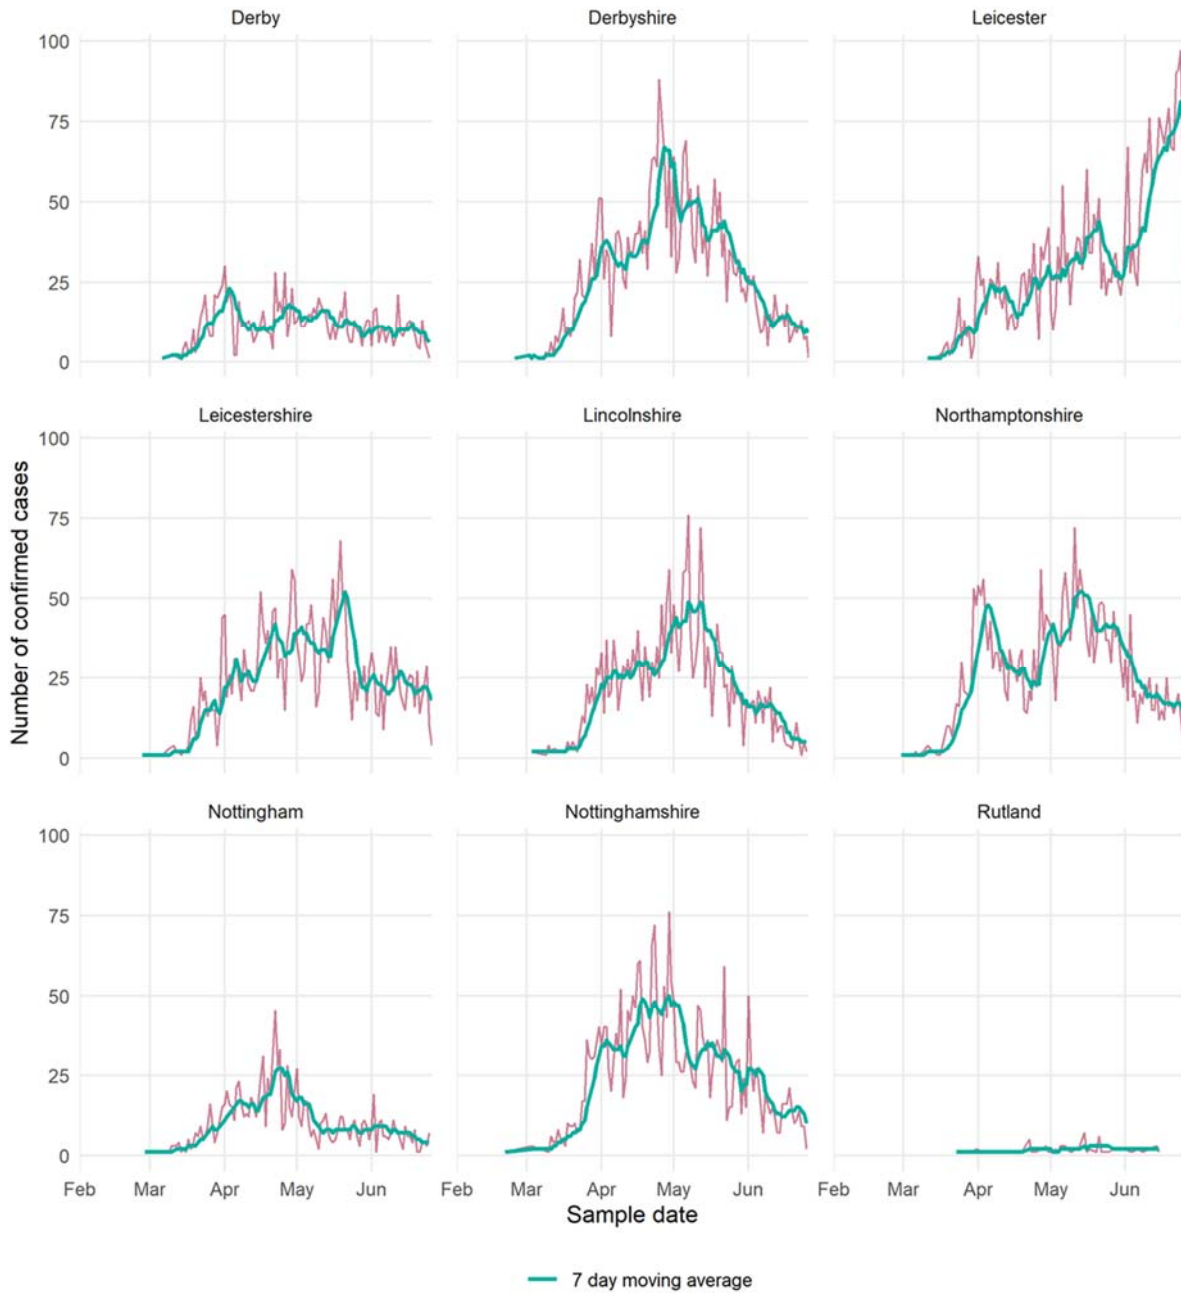 Derby Derbyshire Leicester
100
75
50
25
0
Leicestershire Lincolnshire Northamptonshire
100
75
50
25
0
Number of confirmed cases
Nottingham Nottinghamshire Rutland
100
75
50
25
0
Feb Mar Apr May Jun Feb Mar Apr May Jun Feb Mar Apr May Jun
Sample date
7 day moving average